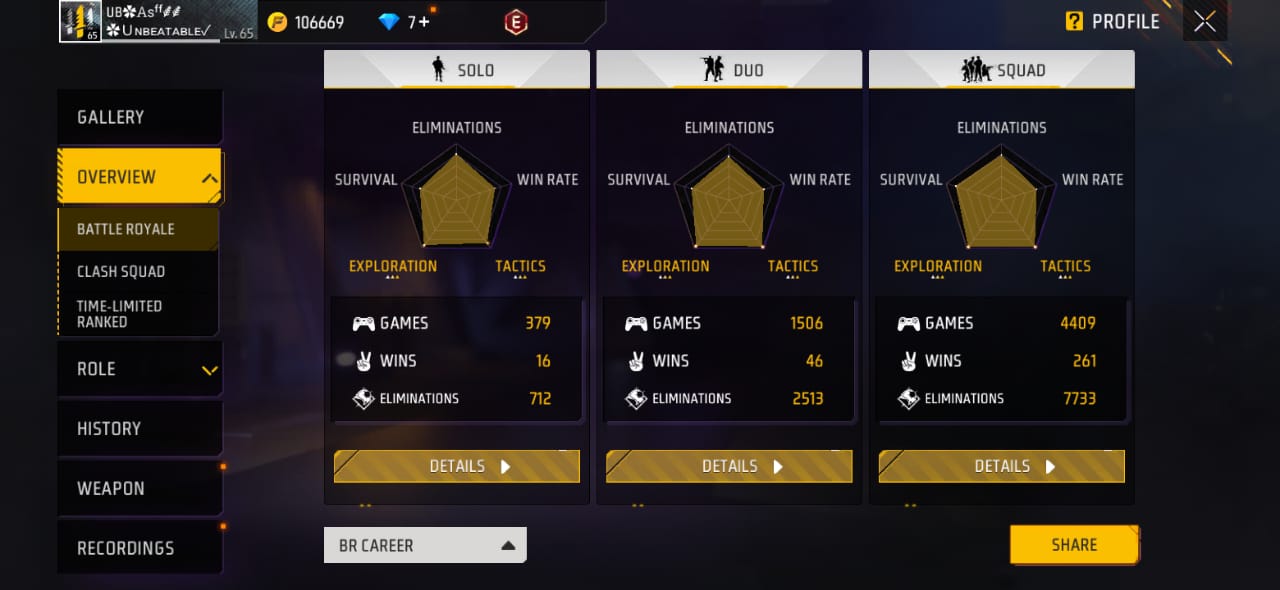 UB✿Asᶠᶠ
65
✿Uɴʙᴇᴀᴛᴀʙʟᴇ✓
Lv. 65
106669
7+
E
? PROFILE
GALLERY
OVERVIEW
BATTLE ROYALE
CLASH SQUAD
TIME-LIMITED
RANKED
ROLE
HISTORY
WEAPON
RECORDINGS
SOLO
ELIMINATIONS
SURVIVAL
WIN RATE
EXPLORATION
TACTICS
GAMES 379
WINS 16
ELIMINATIONS 712
DETAILS
DUO
ELIMINATIONS
SURVIVAL
WIN RATE
EXPLORATION
TACTICS
GAMES 1506
WINS 46
ELIMINATIONS 2513
DETAILS
SQUAD
ELIMINATIONS
SURVIVAL
WIN RATE
EXPLORATION
TACTICS
GAMES 4409
WINS 261
ELIMINATIONS 7733
DETAILS
BR CAREER
SHARE